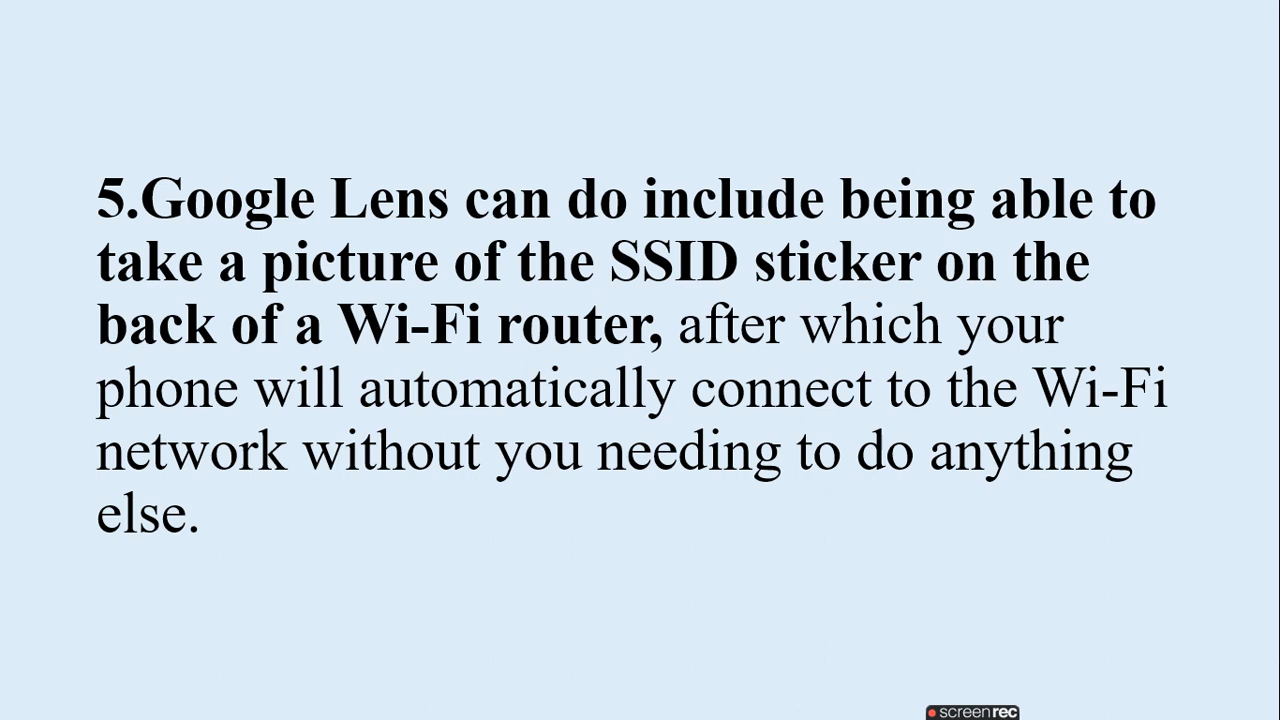 5.Google Lens can do include being able to
take a picture of the SSID sticker on the
back of a Wi-Fi router, after which your
phone will automatically connect to the Wi-Fi
network without you needing to do anything
else.
screenrec